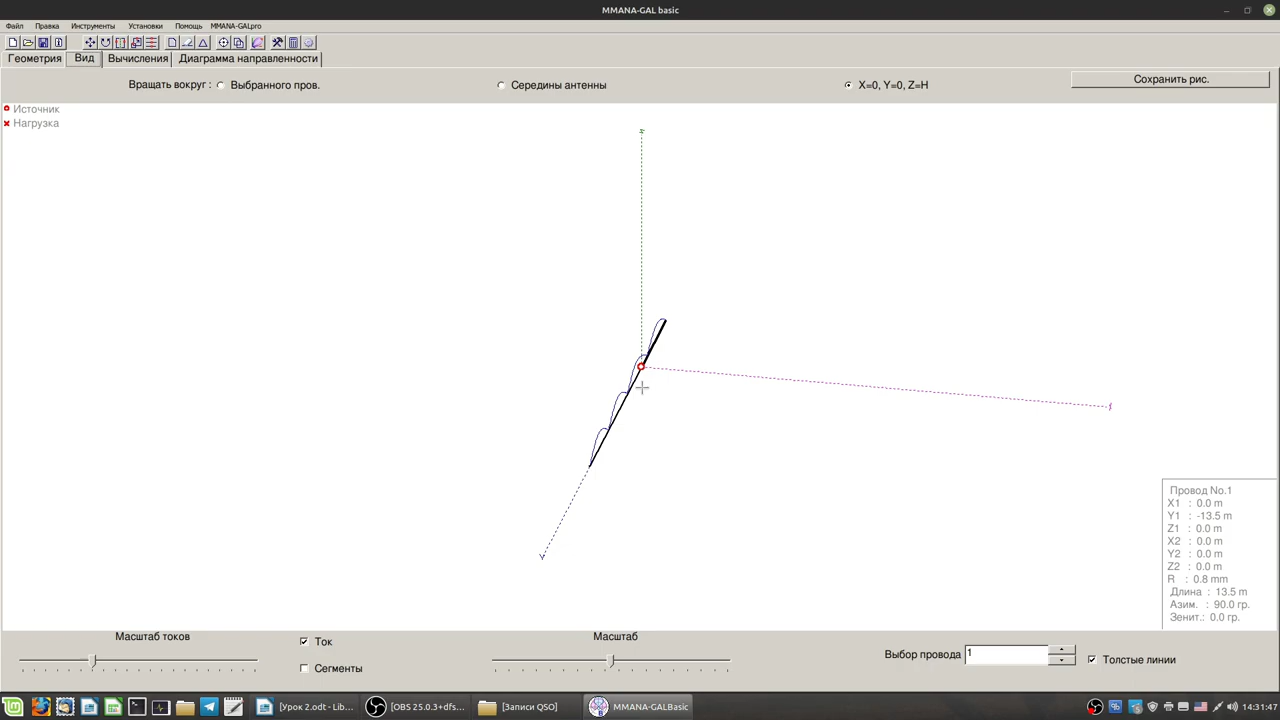 MMANA-GAL basic
Файл Правка Инструменты Установки Помощь MMANA-GALpro
Геометрия Вид Вычисления Диаграмма направленности
Вращать вокруг : Выбранного пров. Середины антенны X=0, Y=0, Z=H Сохранить рис.
Источник
Нагрузка
Z
Y
Провод No.1
X1 : 0.0 m
Y1 : -13.5 m
Z1 : 0.0 m
X2 : 0.0 m
Y2 : 0.0 m
Z2 : 0.0 m
R : 0.8 mm
Длина : 13.5 m
Азим. : 90.0 гр.
Зенит.: 0.0 гр.
Масштаб токов Ток Масштаб Выбор провода 1 Толстые линии
Сегменты
[Урок 2.odt - Lib... [OBS 25.0.3+dfs... [Записи QSO] MMANA-GALBasic 14:31:47